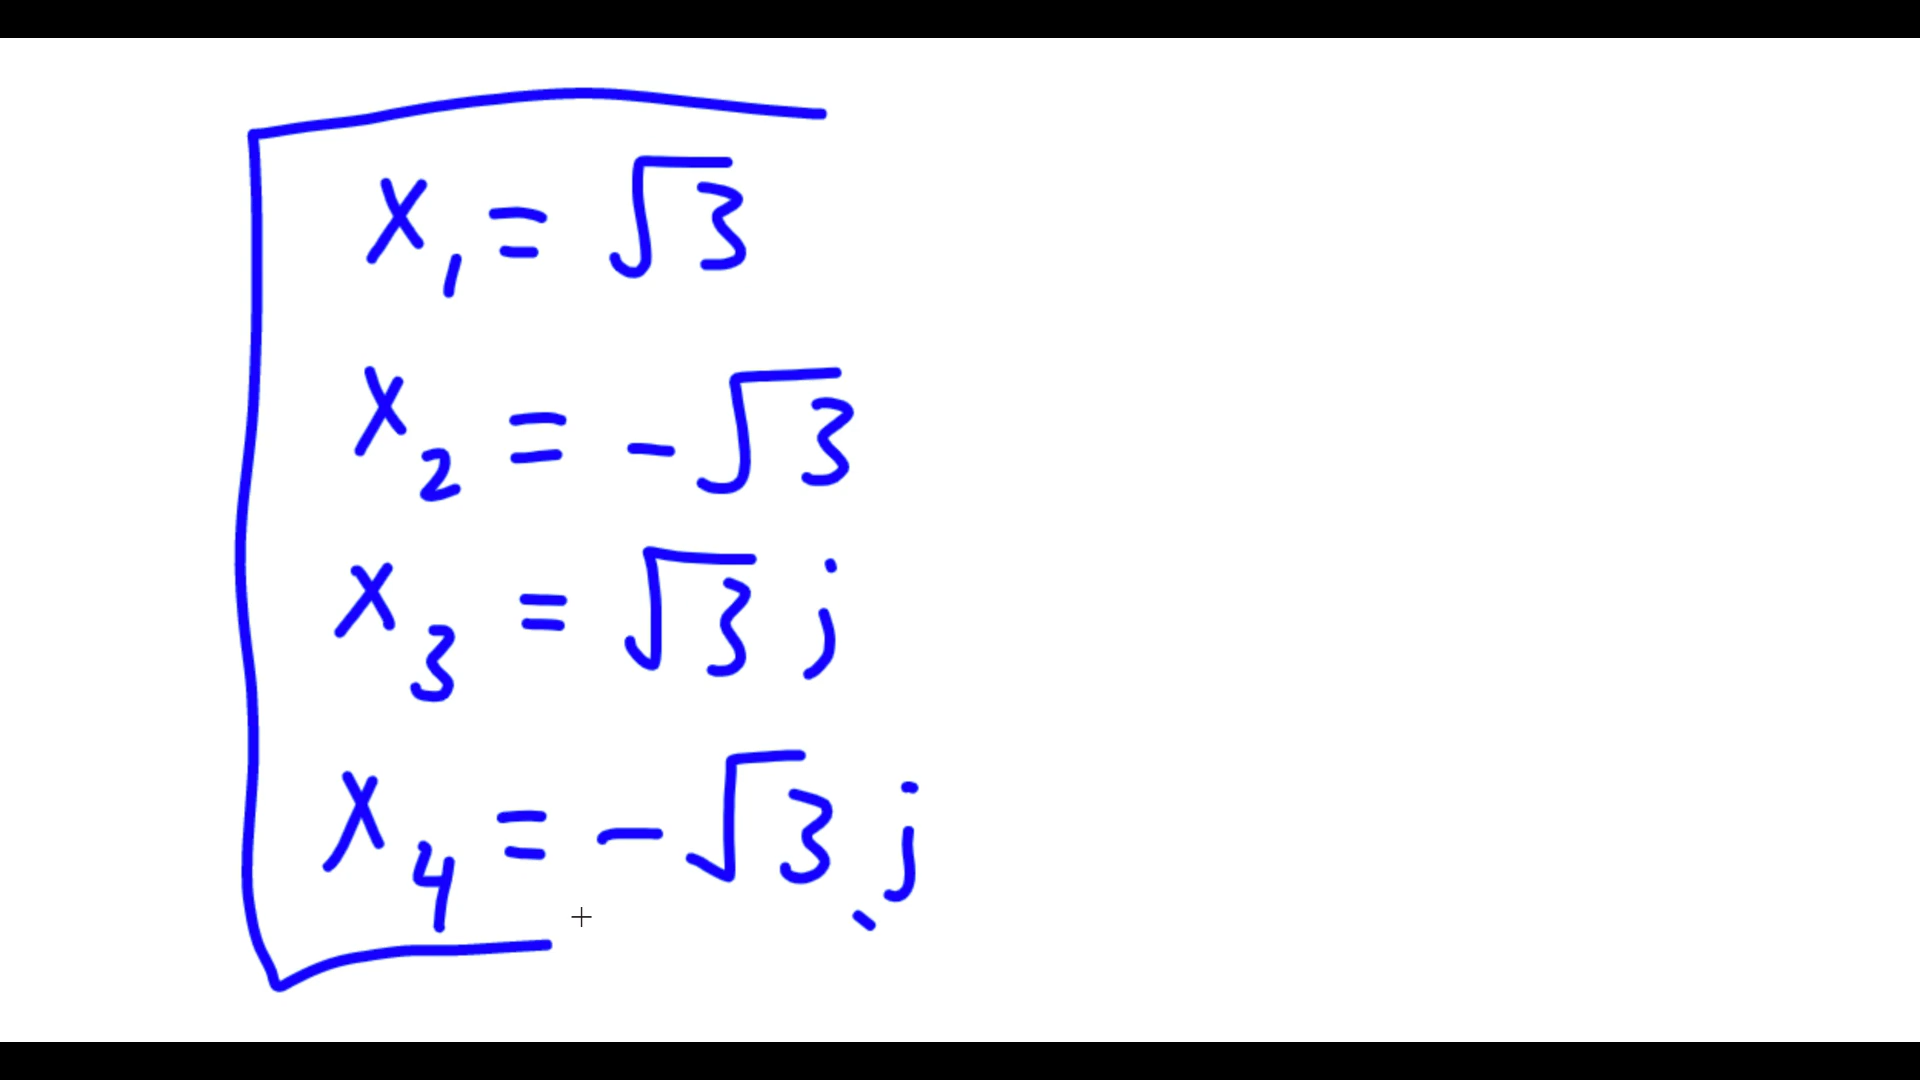 x₁ = √3
x₂ = -√3
x₃ = √3 j
x₄ = -√3 j